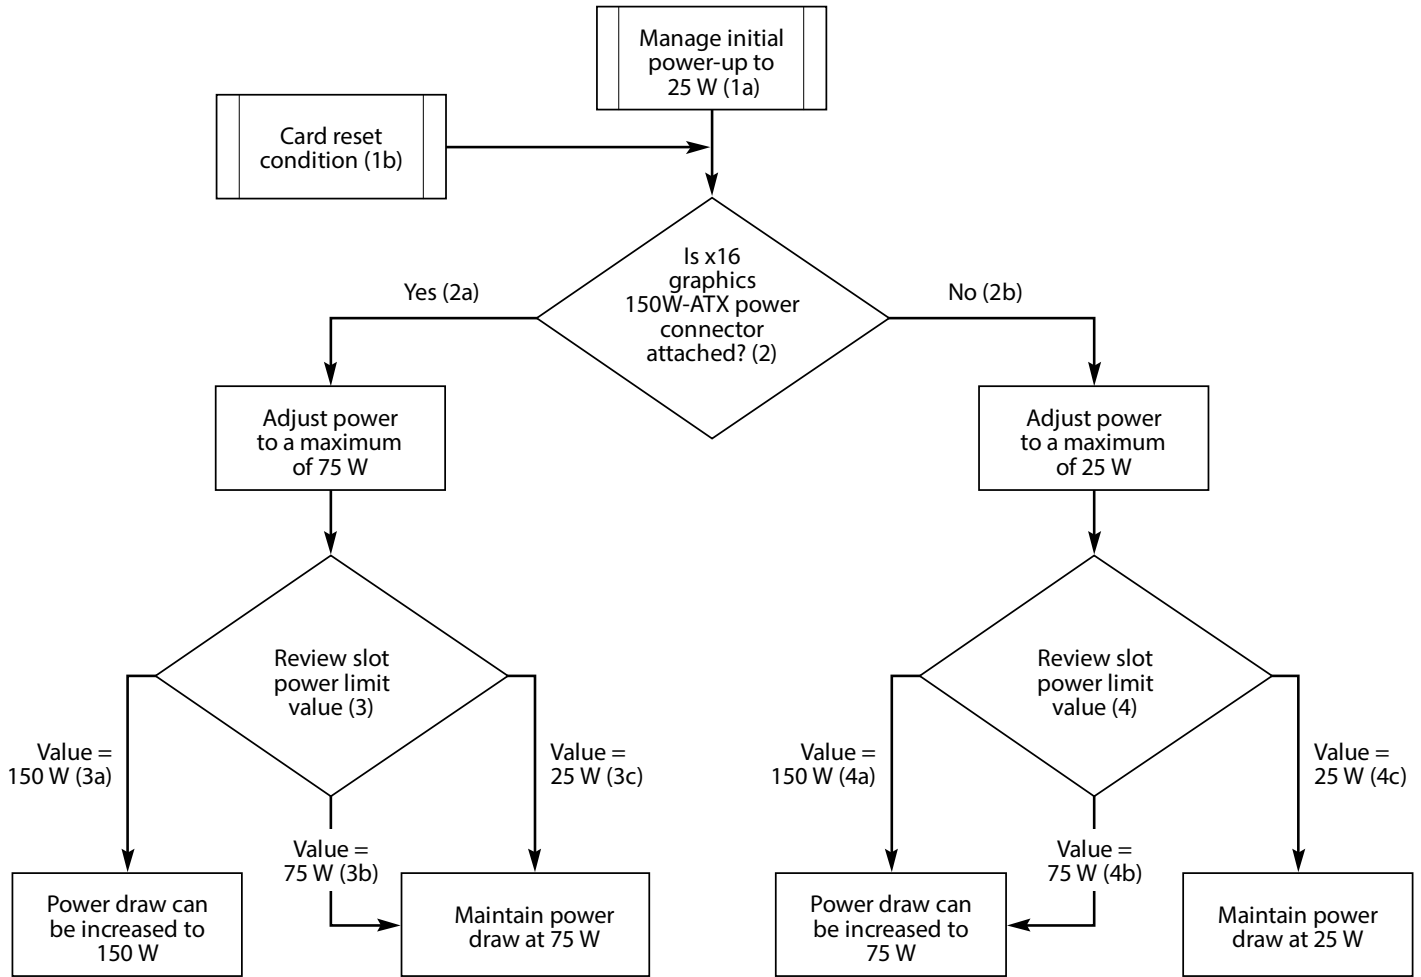 Manage initial
power-up to
25 W (1a)
Card reset
condition (1b)
Is x16
graphics
150W-ATX power
connector
attached? (2)
Yes (2a)
No (2b)
Adjust power
to a maximum
of 75 W
Adjust power
to a maximum
of 25 W
Review slot
power limit
value (3)
Review slot
power limit
value (4)
Value =
150 W (3a)
Value =
25 W (3c)
Value =
150 W (4a)
Value =
25 W (4c)
Value =
75 W (3b)
Value =
75 W (4b)
Power draw can
be increased to
150 W
Maintain power
draw at 75 W
Power draw can
be increased to
75 W
Maintain power
draw at 25 W